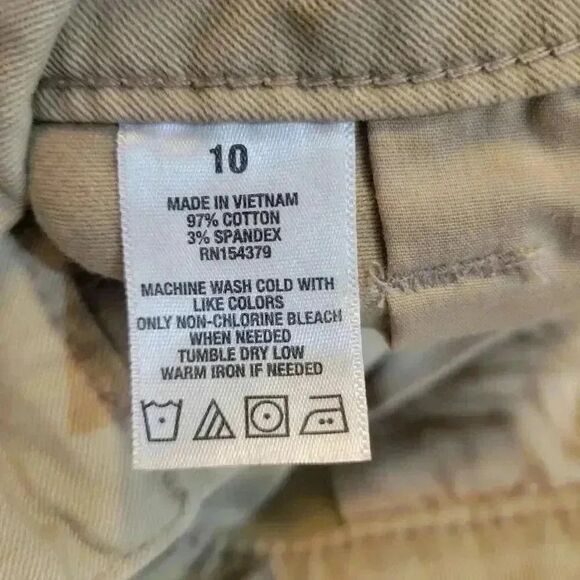 10
MADE IN VIETNAM
97% COTTON
3% SPANDEX
RN154379
MACHINE WASH COLD WITH
LIKE COLORS
ONLY NON-CHLORINE BLEACH
WHEN NEEDED
TUMBLE DRY LOW
WARM IRON IF NEEDED